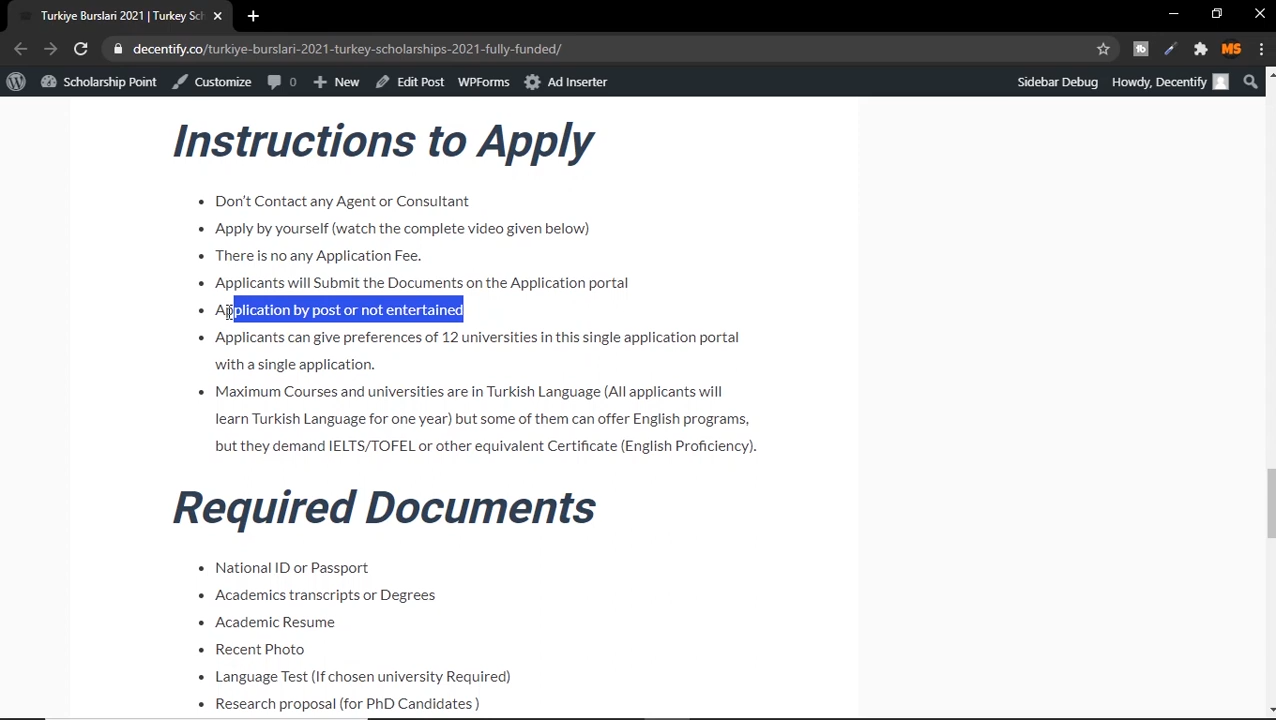 Turkiye Burslari 2021 | Turkey Sch
decentify.co/turkiye-burslari-2021-turkey-scholarships-2021-fully-funded/
MS
Scholarship Point
Customize
0
New
Edit Post
WPForms
Ad Inserter
Sidebar Debug
Howdy, Decentify
Instructions to Apply
Don’t Contact any Agent or Consultant
Apply by yourself (watch the complete video given below)
There is no any Application Fee.
Applicants will Submit the Documents on the Application portal
Application by post or not entertained
Applicants can give preferences of 12 universities in this single application portal
with a single application.
Maximum Courses and universities are in Turkish Language (All applicants will
learn Turkish Language for one year) but some of them can offer English programs,
but they demand IELTS/TOFEL or other equivalent Certificate (English Proficiency).
Required Documents
National ID or Passport
Academics transcripts or Degrees
Academic Resume
Recent Photo
Language Test (If chosen university Required)
Research proposal (for PhD Candidates )